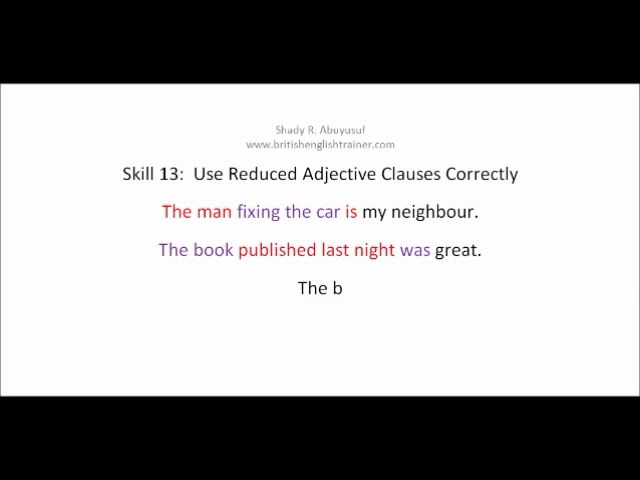 Shady R. Abuyusuf
www.britishenglishtrainer.com
Skill 13: Use Reduced Adjective Clauses Correctly
The man fixing the car is my neighbour.
The book published last night was great.
The b